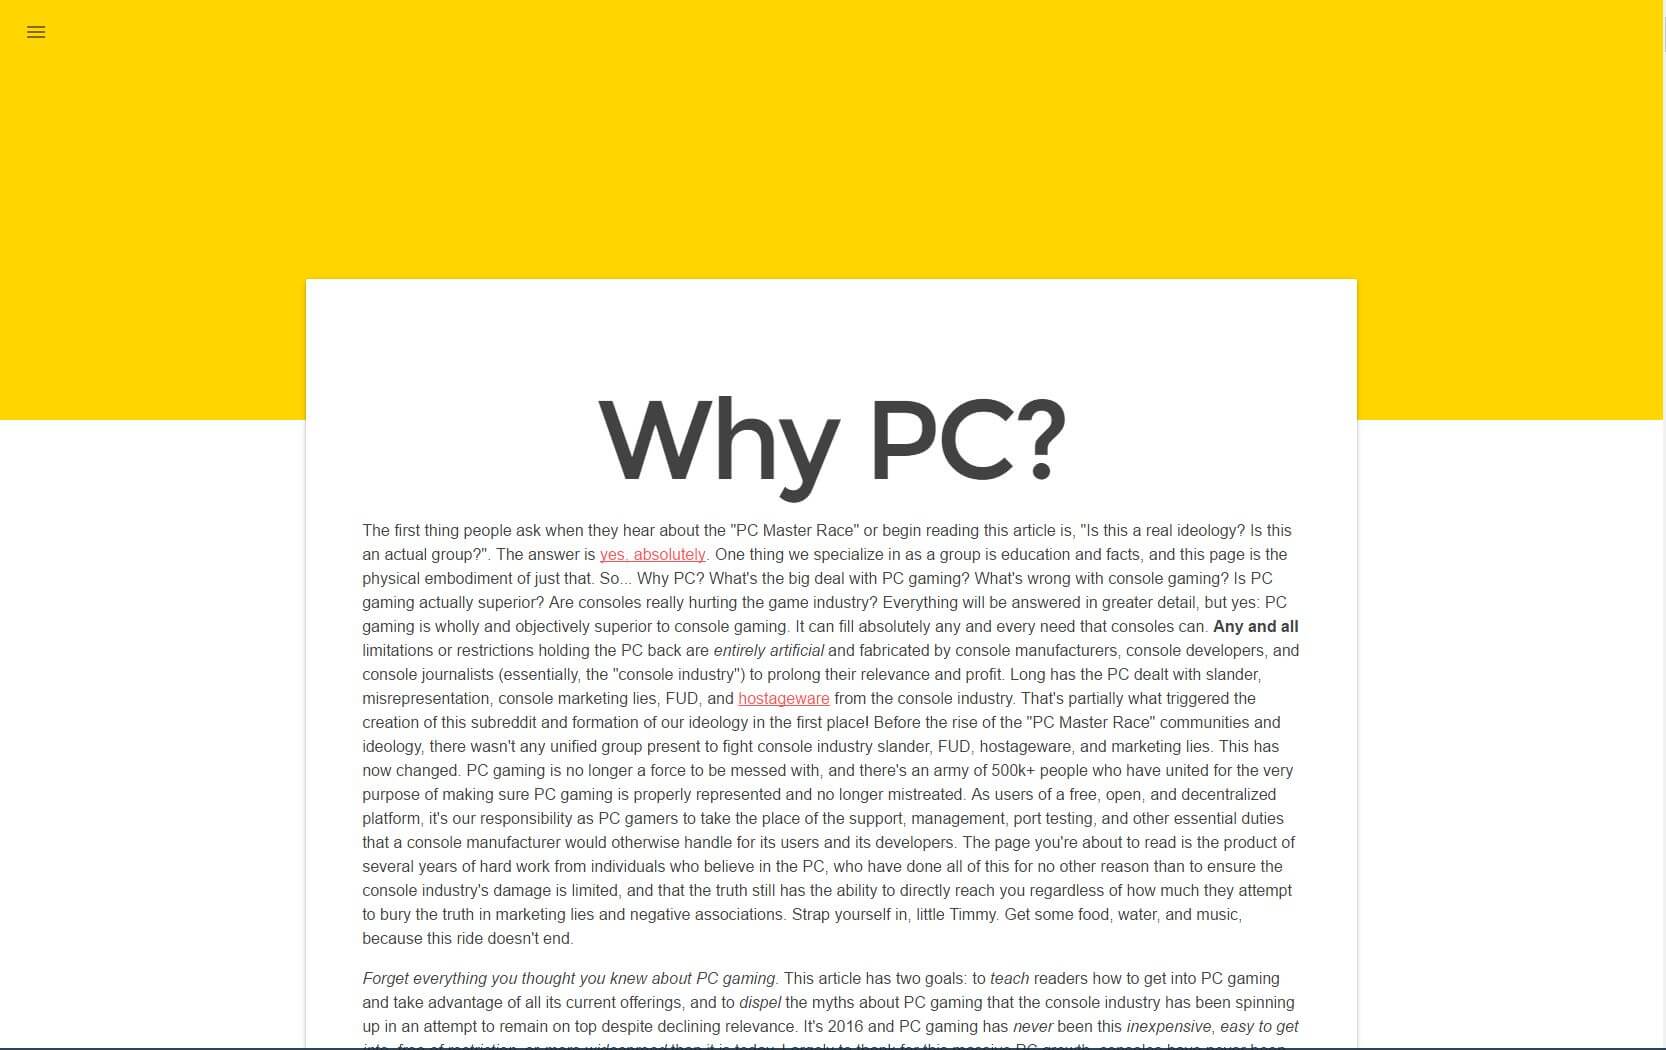 Why PC?
The first thing people ask when they hear about the "PC Master Race" or begin reading this article is, "Is this a real ideology? Is this
an actual group?". The answer is yes, absolutely. One thing we specialize in as a group is education and facts, and this page is the
physical embodiment of just that. So... Why PC? What's the big deal with PC gaming? What's wrong with console gaming? Is PC
gaming actually superior? Are consoles really hurting the game industry? Everything will be answered in greater detail, but yes: PC
gaming is wholly and objectively superior to console gaming. It can fill absolutely any and every need that consoles can. Any and all
limitations or restrictions holding the PC back are entirely artificial and fabricated by console manufacturers, console developers, and
console journalists (essentially, the "console industry") to prolong their relevance and profit. Long has the PC dealt with slander,
misrepresentation, console marketing lies, FUD, and hostageware from the console industry. That's partially what triggered the
creation of this subreddit and formation of our ideology in the first place! Before the rise of the "PC Master Race" communities and
ideology, there wasn't any unified group present to fight console industry slander, FUD, hostageware, and marketing lies. This has
now changed. PC gaming is no longer a force to be messed with, and there's an army of 500k+ people who have united for the very
purpose of making sure PC gaming is properly represented and no longer mistreated. As users of a free, open, and decentralized
platform, it's our responsibility as PC gamers to take the place of the support, management, port testing, and other essential duties
that a console manufacturer would otherwise handle for its users and its developers. The page you're about to read is the product of
several years of hard work from individuals who believe in the PC, who have done all of this for no other reason than to ensure the
console industry's damage is limited, and that the truth still has the ability to directly reach you regardless of how much they attempt
to bury the truth in marketing lies and negative associations. Strap yourself in, little Timmy. Get some food, water, and music,
because this ride doesn't end.
Forget everything you thought you knew about PC gaming. This article has two goals: to teach readers how to get into PC gaming
and take advantage of all its current offerings, and to dispel the myths about PC gaming that the console industry has been spinning
up in an attempt to remain on top despite declining relevance. It's 2016 and PC gaming has never been this inexpensive, easy to get